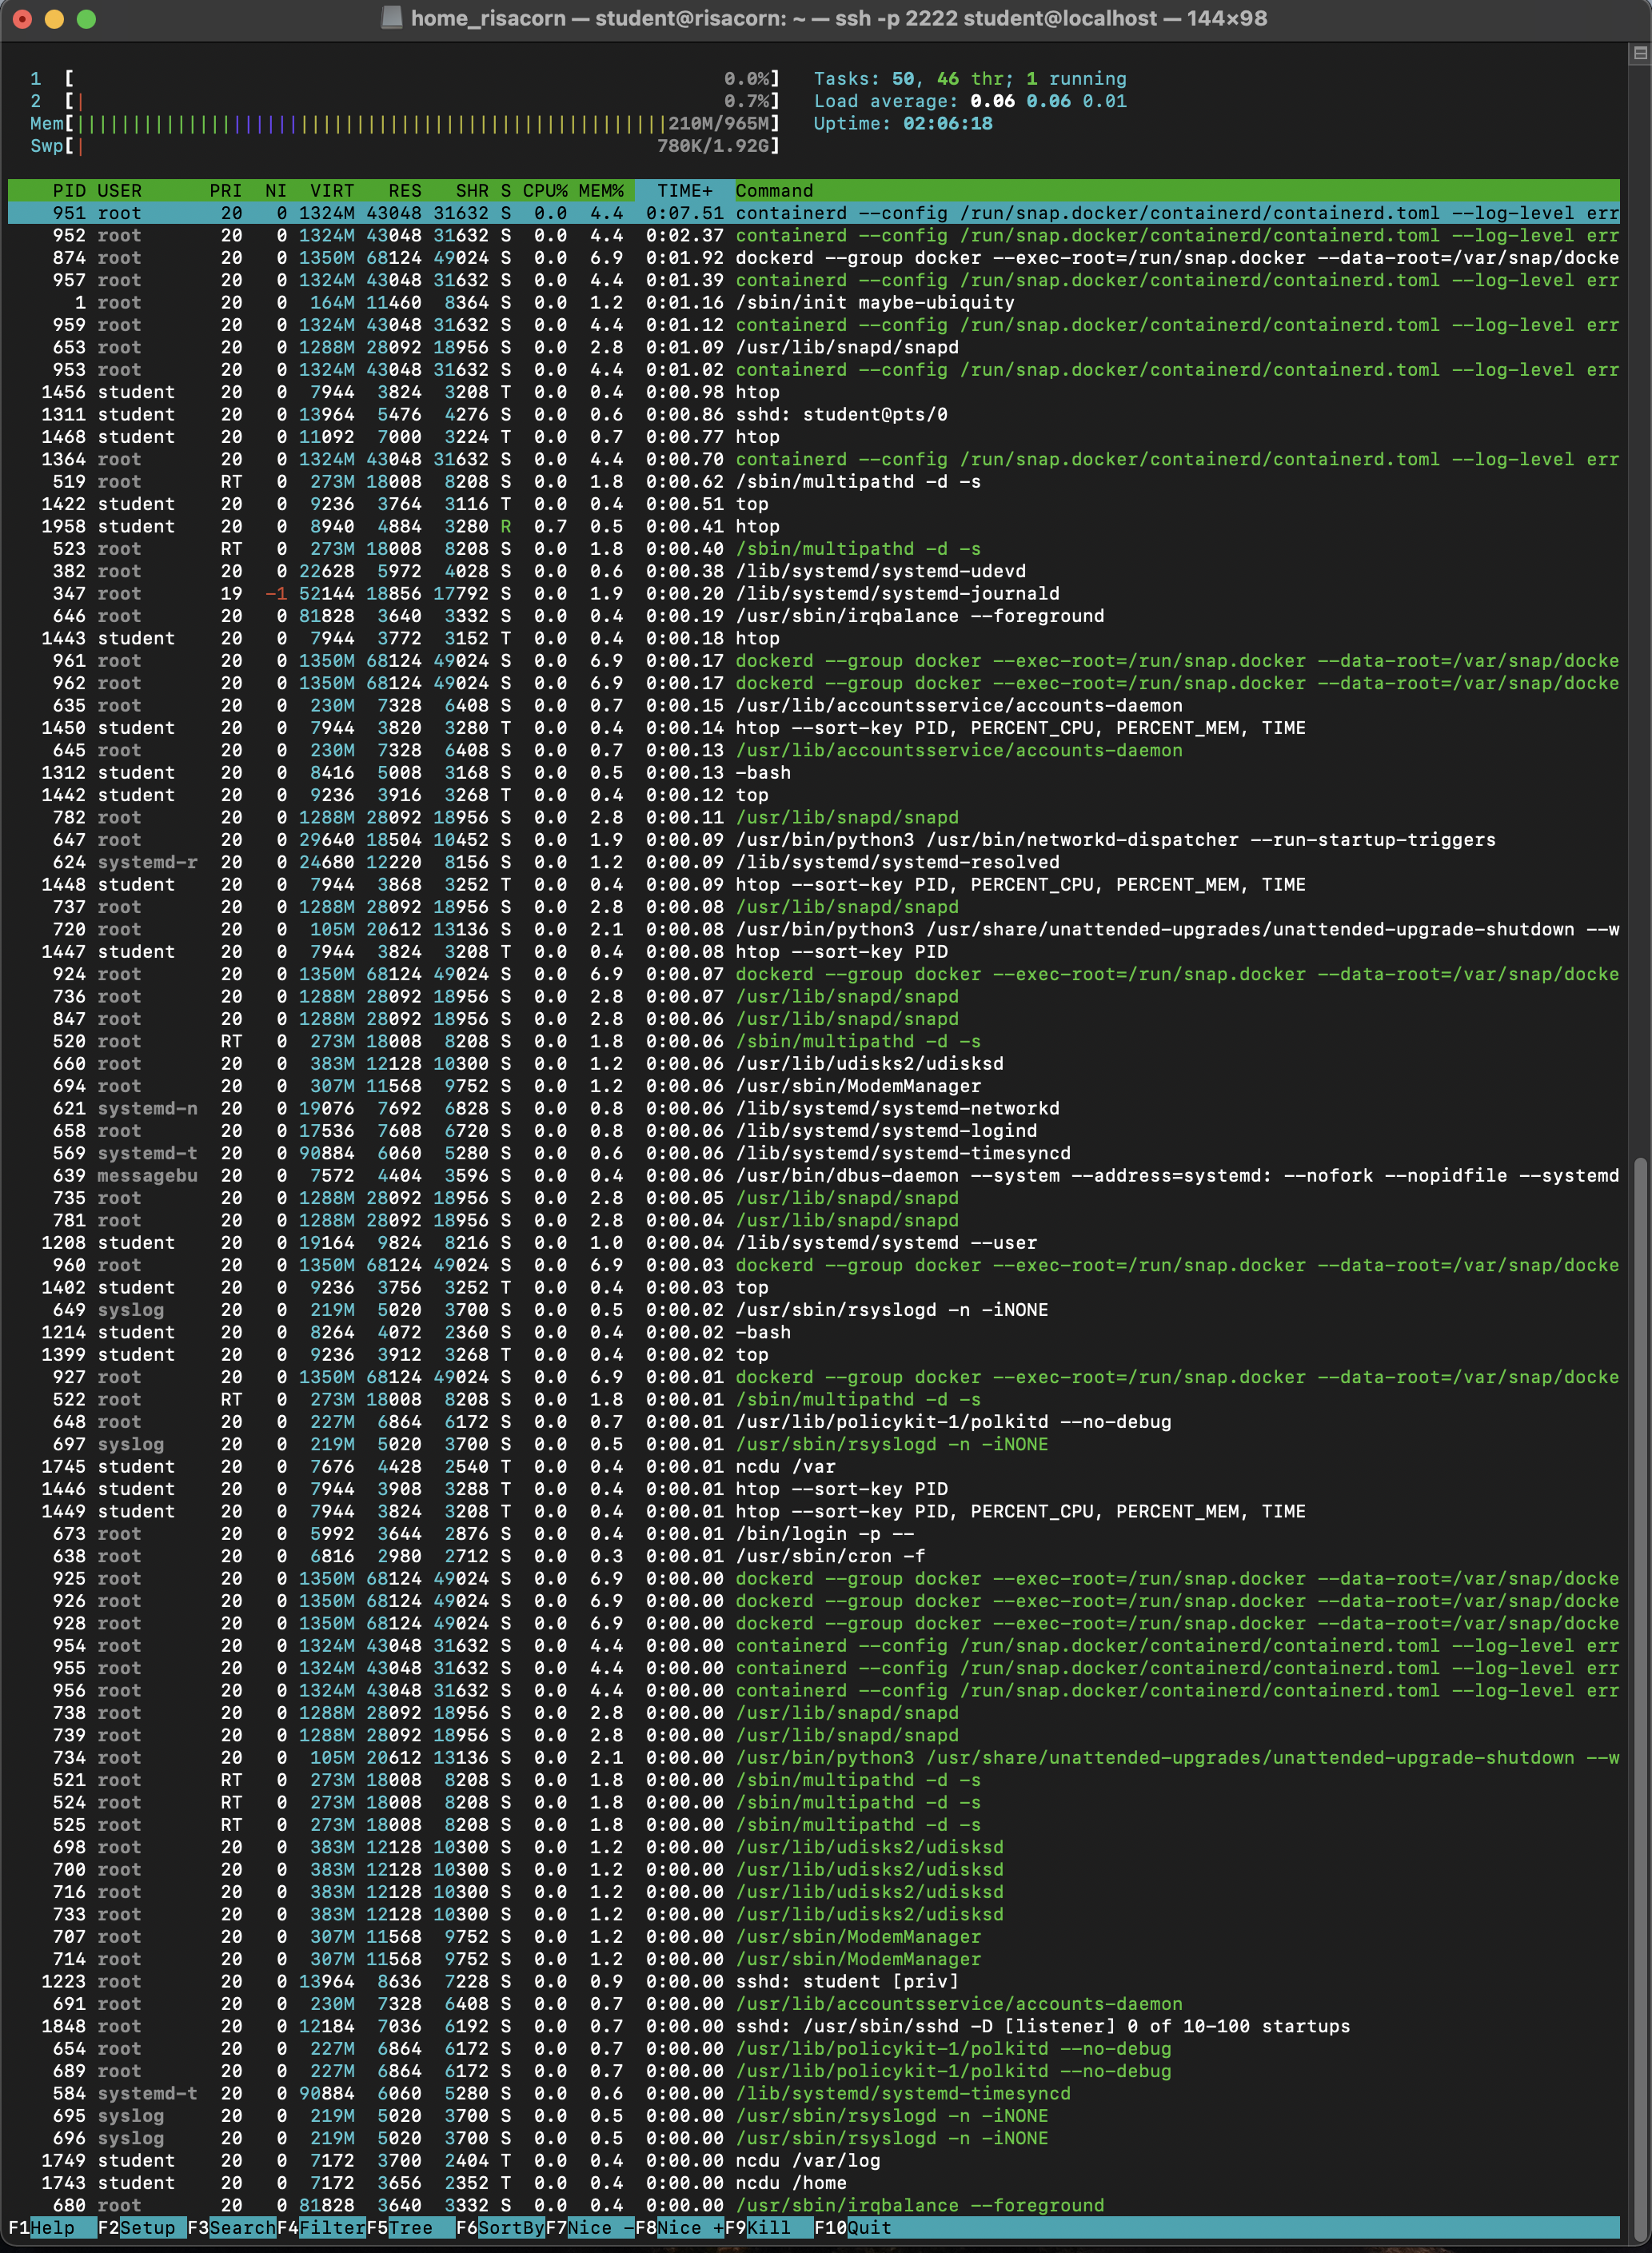 home_risacorn — student@risacorn: ~ — ssh -p 2222 student@localhost — 144×98
1 [ 0.0%] Tasks: 50, 46 thr; 1 running
2 [| 0.7%] Load average: 0.06 0.06 0.01
Mem[||||||||||||||||||||||||||||||||||||||||||||||||||||| 210M/965M] Uptime: 02:06:18
Swp[| 780K/1.92G]
PID USER PRI NI VIRT RES SHR S CPU% MEM% TIME+ Command
951 root 20 0 1324M 43048 31632 S 0.0 4.4 0:07.51 containerd --config /run/snap.docker/containerd/containerd.toml --log-level err
952 root 20 0 1324M 43048 31632 S 0.0 4.4 0:02.37 containerd --config /run/snap.docker/containerd/containerd.toml --log-level err
874 root 20 0 1350M 68124 49024 S 0.0 6.9 0:01.92 dockerd --group docker --exec-root=/run/snap.docker --data-root=/var/snap/docke
957 root 20 0 1324M 43048 31632 S 0.0 4.4 0:01.39 containerd --config /run/snap.docker/containerd/containerd.toml --log-level err
1 root 20 0 164M 11460 8364 S 0.0 1.2 0:01.16 /sbin/init maybe-ubiquity
959 root 20 0 1324M 43048 31632 S 0.0 4.4 0:01.12 containerd --config /run/snap.docker/containerd/containerd.toml --log-level err
653 root 20 0 1288M 28092 18956 S 0.0 2.8 0:01.09 /usr/lib/snapd/snapd
953 root 20 0 1324M 43048 31632 S 0.0 4.4 0:01.02 containerd --config /run/snap.docker/containerd/containerd.toml --log-level err
1456 student 20 0 7944 3824 3208 T 0.0 0.4 0:00.98 htop
1311 student 20 0 13964 5476 4276 S 0.0 0.6 0:00.86 sshd: student@pts/0
1468 student 20 0 11092 7000 3224 T 0.0 0.7 0:00.77 htop
1364 root 20 0 1324M 43048 31632 S 0.0 4.4 0:00.70 containerd --config /run/snap.docker/containerd/containerd.toml --log-level err
519 root RT 0 273M 18008 8208 S 0.0 1.8 0:00.62 /sbin/multipathd -d -s
1422 student 20 0 9236 3764 3116 T 0.0 0.4 0:00.51 top
1958 student 20 0 8940 4884 3280 R 0.7 0.5 0:00.41 htop
523 root RT 0 273M 18008 8208 S 0.0 1.8 0:00.40 /sbin/multipathd -d -s
382 root 20 0 22628 5972 4028 S 0.0 0.6 0:00.38 /lib/systemd/systemd-udevd
347 root 19 -1 52144 18856 17792 S 0.0 1.9 0:00.20 /lib/systemd/systemd-journald
646 root 20 0 81828 3640 3332 S 0.0 0.4 0:00.19 /usr/sbin/irqbalance --foreground
1443 student 20 0 7944 3772 3152 T 0.0 0.4 0:00.18 htop
961 root 20 0 1350M 68124 49024 S 0.0 6.9 0:00.17 dockerd --group docker --exec-root=/run/snap.docker --data-root=/var/snap/docke
962 root 20 0 1350M 68124 49024 S 0.0 6.9 0:00.17 dockerd --group docker --exec-root=/run/snap.docker --data-root=/var/snap/docke
635 root 20 0 230M 7328 6408 S 0.0 0.7 0:00.15 /usr/lib/accountsservice/accounts-daemon
1450 student 20 0 7944 3820 3280 T 0.0 0.4 0:00.14 htop --sort-key PID, PERCENT_CPU, PERCENT_MEM, TIME
645 root 20 0 230M 7328 6408 S 0.0 0.7 0:00.13 /usr/lib/accountsservice/accounts-daemon
1312 student 20 0 8416 5008 3168 S 0.0 0.5 0:00.13 -bash
1442 student 20 0 9236 3916 3268 T 0.0 0.4 0:00.12 top
782 root 20 0 1288M 28092 18956 S 0.0 2.8 0:00.11 /usr/lib/snapd/snapd
647 root 20 0 29640 18504 10452 S 0.0 1.9 0:00.09 /usr/bin/python3 /usr/bin/networkd-dispatcher --run-startup-triggers
624 systemd-r 20 0 24680 12220 8156 S 0.0 1.2 0:00.09 /lib/systemd/systemd-resolved
1448 student 20 0 7944 3868 3252 T 0.0 0.4 0:00.09 htop --sort-key PID, PERCENT_CPU, PERCENT_MEM, TIME
737 root 20 0 1288M 28092 18956 S 0.0 2.8 0:00.08 /usr/lib/snapd/snapd
720 root 20 0 105M 20612 13136 S 0.0 2.1 0:00.08 /usr/bin/python3 /usr/share/unattended-upgrades/unattended-upgrade-shutdown --w
1447 student 20 0 7944 3824 3208 T 0.0 0.4 0:00.08 htop --sort-key PID
924 root 20 0 1350M 68124 49024 S 0.0 6.9 0:00.07 dockerd --group docker --exec-root=/run/snap.docker --data-root=/var/snap/docke
736 root 20 0 1288M 28092 18956 S 0.0 2.8 0:00.07 /usr/lib/snapd/snapd
847 root 20 0 1288M 28092 18956 S 0.0 2.8 0:00.06 /usr/lib/snapd/snapd
520 root RT 0 273M 18008 8208 S 0.0 1.8 0:00.06 /sbin/multipathd -d -s
660 root 20 0 383M 12128 10300 S 0.0 1.2 0:00.06 /usr/lib/udisks2/udisksd
694 root 20 0 307M 11568 9752 S 0.0 1.2 0:00.06 /usr/sbin/ModemManager
621 systemd-n 20 0 19076 7692 6828 S 0.0 0.8 0:00.06 /lib/systemd/systemd-networkd
658 root 20 0 17536 7608 6720 S 0.0 0.8 0:00.06 /lib/systemd/systemd-logind
569 systemd-t 20 0 90884 6060 5280 S 0.0 0.6 0:00.06 /lib/systemd/systemd-timesyncd
639 messagebu 20 0 7572 4404 3596 S 0.0 0.4 0:00.06 /usr/bin/dbus-daemon --system --address=systemd: --nofork --nopidfile --systemd
735 root 20 0 1288M 28092 18956 S 0.0 2.8 0:00.05 /usr/lib/snapd/snapd
781 root 20 0 1288M 28092 18956 S 0.0 2.8 0:00.04 /usr/lib/snapd/snapd
1208 student 20 0 19164 9824 8216 S 0.0 1.0 0:00.04 /lib/systemd/systemd --user
960 root 20 0 1350M 68124 49024 S 0.0 6.9 0:00.03 dockerd --group docker --exec-root=/run/snap.docker --data-root=/var/snap/docke
1402 student 20 0 9236 3756 3252 T 0.0 0.4 0:00.03 top
649 syslog 20 0 219M 5020 3700 S 0.0 0.5 0:00.02 /usr/sbin/rsyslogd -n -iNONE
1214 student 20 0 8264 4072 2360 S 0.0 0.4 0:00.02 -bash
1399 student 20 0 9236 3912 3268 T 0.0 0.4 0:00.02 top
927 root 20 0 1350M 68124 49024 S 0.0 6.9 0:00.01 dockerd --group docker --exec-root=/run/snap.docker --data-root=/var/snap/docke
522 root RT 0 273M 18008 8208 S 0.0 1.8 0:00.01 /sbin/multipathd -d -s
648 root 20 0 227M 6864 6172 S 0.0 0.7 0:00.01 /usr/lib/policykit-1/polkitd --no-debug
697 syslog 20 0 219M 5020 3700 S 0.0 0.5 0:00.01 /usr/sbin/rsyslogd -n -iNONE
1745 student 20 0 7676 4428 2540 T 0.0 0.4 0:00.01 ncdu /var
1446 student 20 0 7944 3908 3288 T 0.0 0.4 0:00.01 htop --sort-key PID
1449 student 20 0 7944 3824 3208 T 0.0 0.4 0:00.01 htop --sort-key PID, PERCENT_CPU, PERCENT_MEM, TIME
673 root 20 0 5992 3644 2876 S 0.0 0.4 0:00.01 /bin/login -p --
638 root 20 0 6816 2980 2712 S 0.0 0.3 0:00.01 /usr/sbin/cron -f
925 root 20 0 1350M 68124 49024 S 0.0 6.9 0:00.00 dockerd --group docker --exec-root=/run/snap.docker --data-root=/var/snap/docke
926 root 20 0 1350M 68124 49024 S 0.0 6.9 0:00.00 dockerd --group docker --exec-root=/run/snap.docker --data-root=/var/snap/docke
928 root 20 0 1350M 68124 49024 S 0.0 6.9 0:00.00 dockerd --group docker --exec-root=/run/snap.docker --data-root=/var/snap/docke
954 root 20 0 1324M 43048 31632 S 0.0 4.4 0:00.00 containerd --config /run/snap.docker/containerd/containerd.toml --log-level err
955 root 20 0 1324M 43048 31632 S 0.0 4.4 0:00.00 containerd --config /run/snap.docker/containerd/containerd.toml --log-level err
956 root 20 0 1324M 43048 31632 S 0.0 4.4 0:00.00 containerd --config /run/snap.docker/containerd/containerd.toml --log-level err
738 root 20 0 1288M 28092 18956 S 0.0 2.8 0:00.00 /usr/lib/snapd/snapd
739 root 20 0 1288M 28092 18956 S 0.0 2.8 0:00.00 /usr/lib/snapd/snapd
734 root 20 0 105M 20612 13136 S 0.0 2.1 0:00.00 /usr/bin/python3 /usr/share/unattended-upgrades/unattended-upgrade-shutdown --w
521 root RT 0 273M 18008 8208 S 0.0 1.8 0:00.00 /sbin/multipathd -d -s
524 root RT 0 273M 18008 8208 S 0.0 1.8 0:00.00 /sbin/multipathd -d -s
525 root RT 0 273M 18008 8208 S 0.0 1.8 0:00.00 /sbin/multipathd -d -s
698 root 20 0 383M 12128 10300 S 0.0 1.2 0:00.00 /usr/lib/udisks2/udisksd
700 root 20 0 383M 12128 10300 S 0.0 1.2 0:00.00 /usr/lib/udisks2/udisksd
716 root 20 0 383M 12128 10300 S 0.0 1.2 0:00.00 /usr/lib/udisks2/udisksd
733 root 20 0 383M 12128 10300 S 0.0 1.2 0:00.00 /usr/lib/udisks2/udisksd
707 root 20 0 307M 11568 9752 S 0.0 1.2 0:00.00 /usr/sbin/ModemManager
714 root 20 0 307M 11568 9752 S 0.0 1.2 0:00.00 /usr/sbin/ModemManager
1223 root 20 0 13964 8636 7228 S 0.0 0.9 0:00.00 sshd: student [priv]
691 root 20 0 230M 7328 6408 S 0.0 0.7 0:00.00 /usr/lib/accountsservice/accounts-daemon
1848 root 20 0 12184 7036 6192 S 0.0 0.7 0:00.00 sshd: /usr/sbin/sshd -D [listener] 0 of 10-100 startups
654 root 20 0 227M 6864 6172 S 0.0 0.7 0:00.00 /usr/lib/policykit-1/polkitd --no-debug
689 root 20 0 227M 6864 6172 S 0.0 0.7 0:00.00 /usr/lib/policykit-1/polkitd --no-debug
584 systemd-t 20 0 90884 6060 5280 S 0.0 0.6 0:00.00 /lib/systemd/systemd-timesyncd
695 syslog 20 0 219M 5020 3700 S 0.0 0.5 0:00.00 /usr/sbin/rsyslogd -n -iNONE
696 syslog 20 0 219M 5020 3700 S 0.0 0.5 0:00.00 /usr/sbin/rsyslogd -n -iNONE
1749 student 20 0 7172 3700 2404 T 0.0 0.4 0:00.00 ncdu /var/log
1743 student 20 0 7172 3656 2352 T 0.0 0.4 0:00.00 ncdu /home
680 root 20 0 81828 3640 3332 S 0.0 0.4 0:00.00 /usr/sbin/irqbalance --foreground
F1Help F2Setup F3SearchF4FilterF5Tree F6SortByF7Nice -F8Nice +F9Kill F10Quit